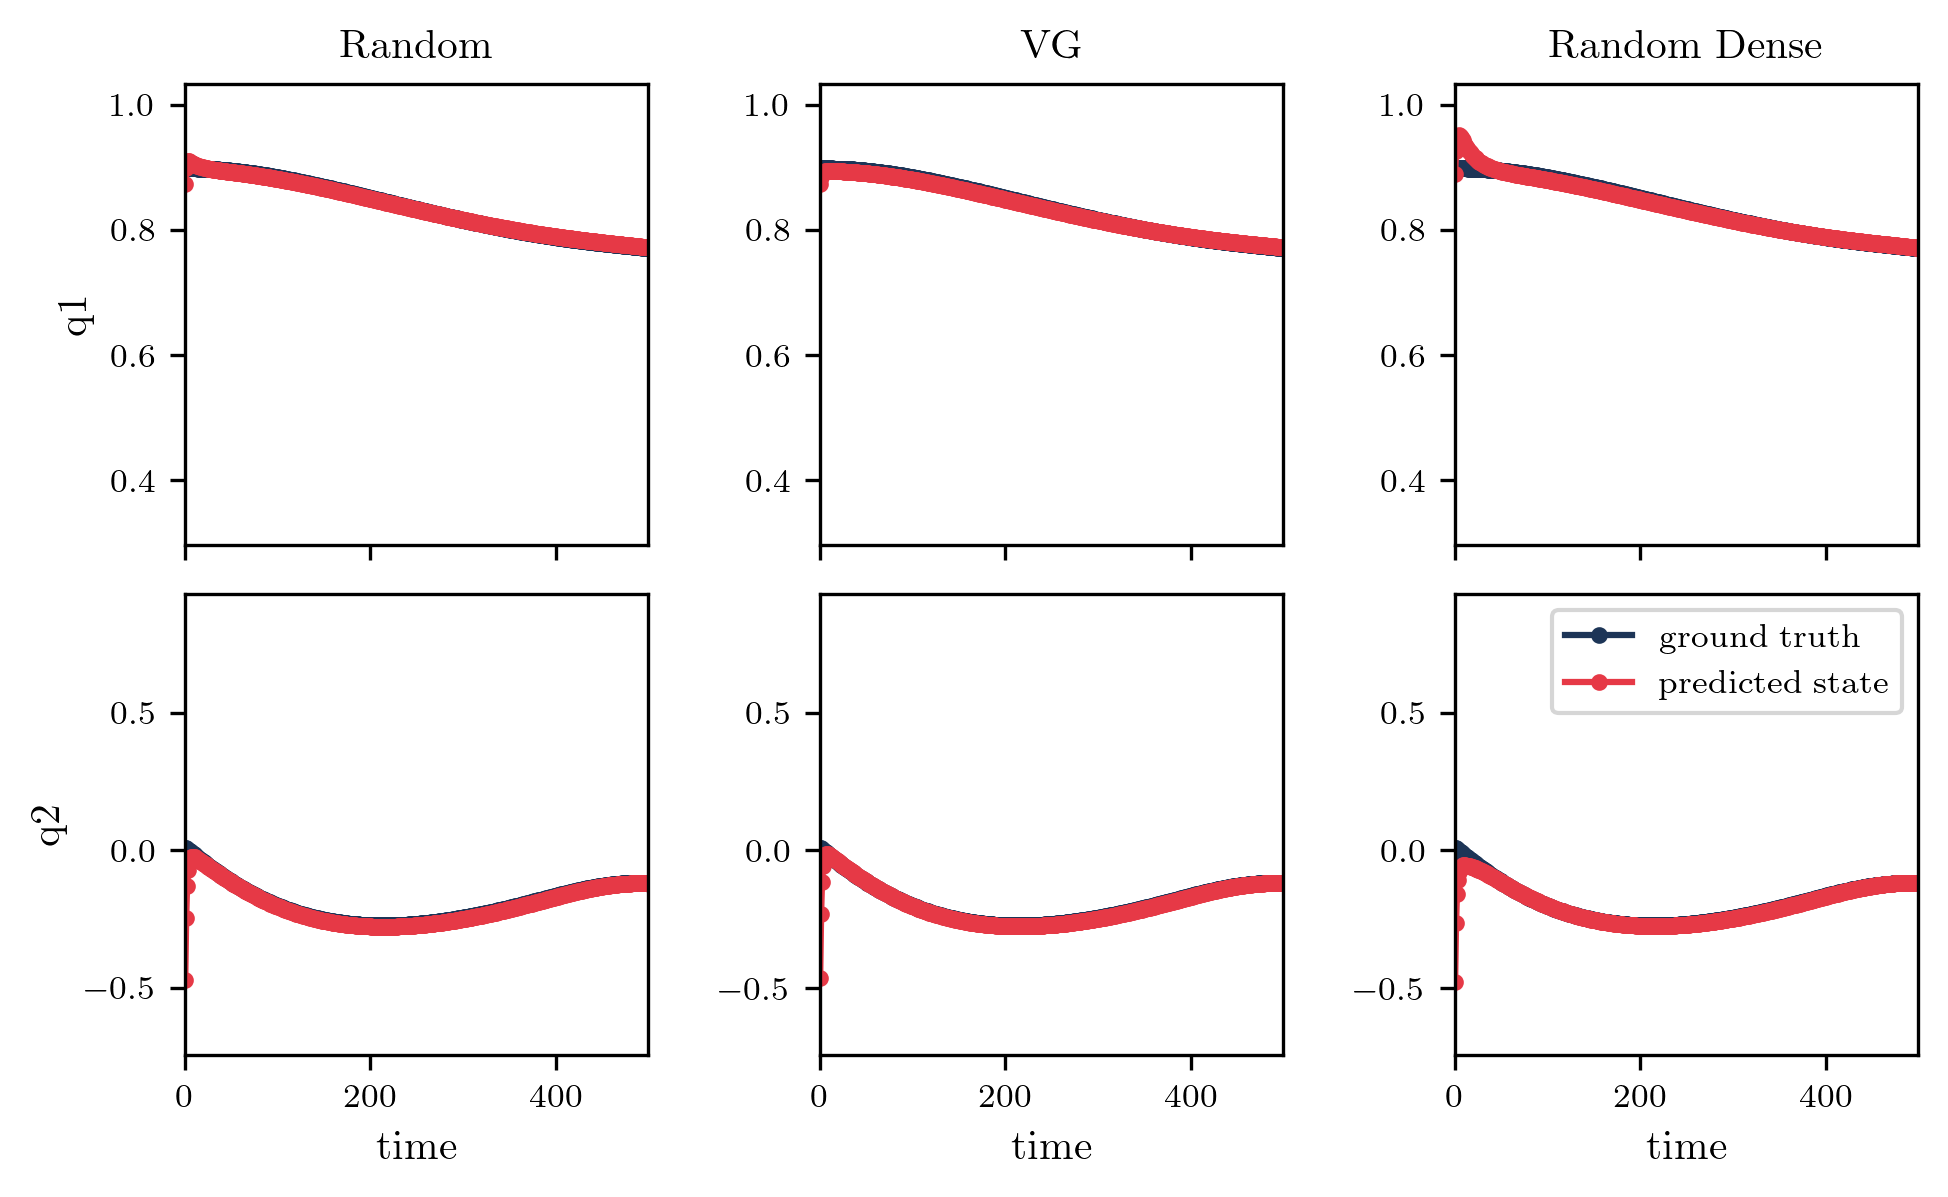 Random VG Random Dense
1.0 1.0 1.0
0.8 0.8 0.8
q1
0.6 0.6 0.6
0.4 0.4 0.4
ground truth
predicted state
0.5 0.5 0.5
q2
0.0 0.0 0.0
−0.5 −0.5 −0.5
0 200 400 0 200 400 0 200 400
time time time